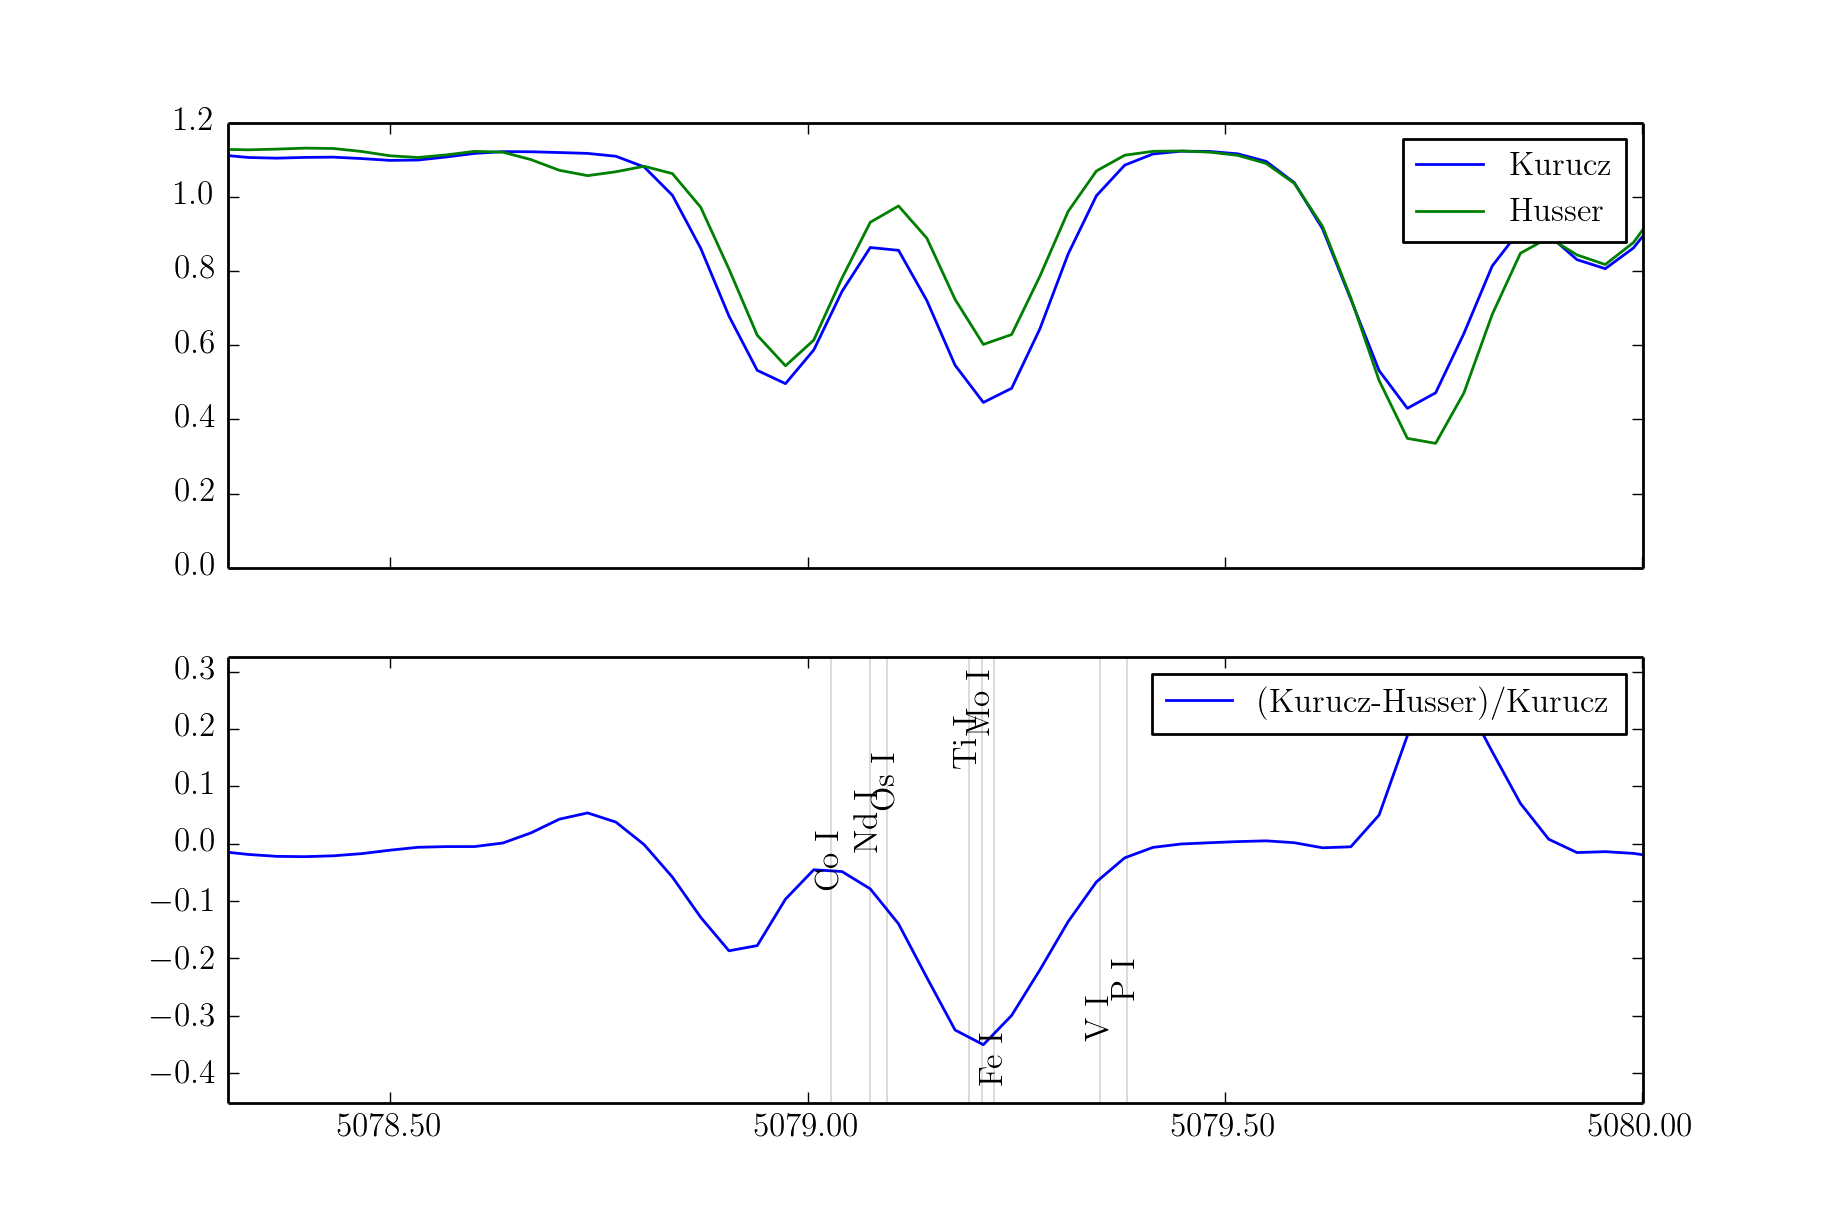 1.2
1.0
0.8
0.6
0.4
0.2
0.0
Kurucz
Husser
0.3
0.2
0.1
0.0
−0.1
−0.2
−0.3
−0.4
(Kurucz-Husser)/Kurucz
Co I
Nd I
Os I
Ti I
Mo I
Fe I
V I
P I
5078.50
5079.00
5079.50
5080.00